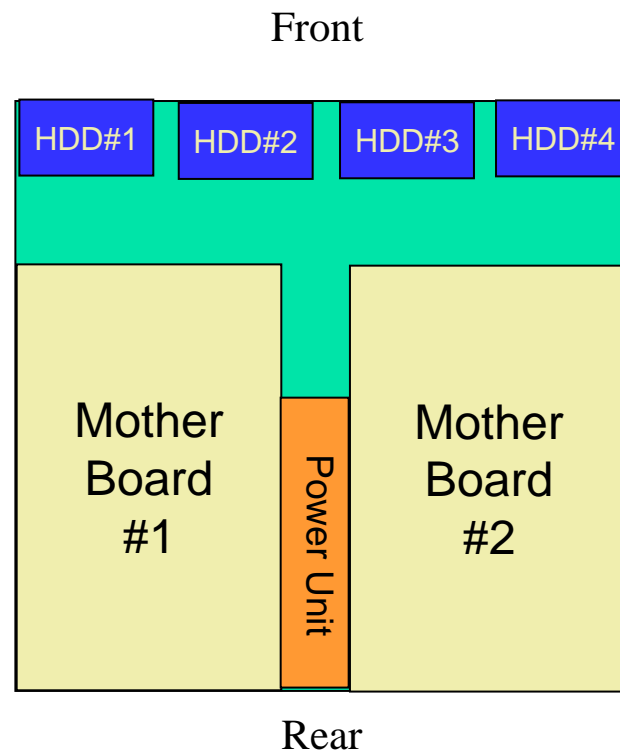 Front
HDD#1
HDD#2
HDD#3
HDD#4
Mother
Board
#1
Power Unit
Mother
Board
#2
Rear